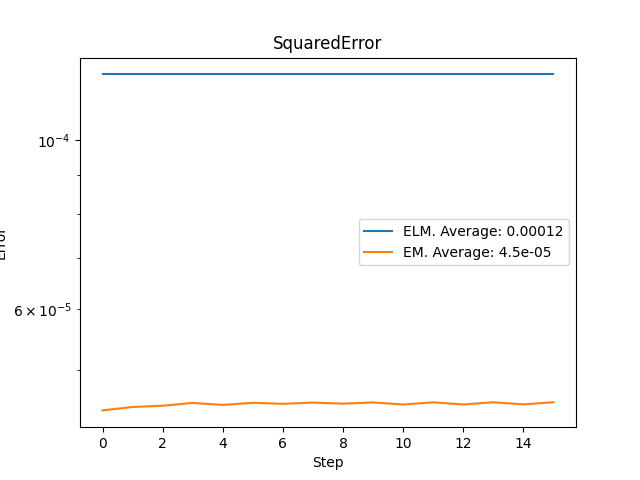 SquaredError
10⁻⁴
6 × 10⁻⁵
Error
ELM. Average: 0.00012
EM. Average: 4.5e-05
0 2 4 6 8 10 12 14
Step